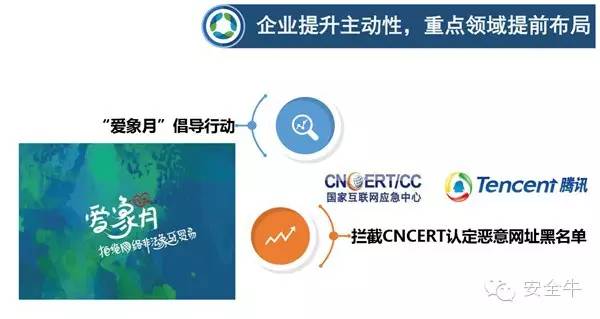 企业提升主动性，重点领域提前布局
“爱象月”倡导行动
爱象月
拒绝网络非法象牙贸易
CNCERT/CC
国家互联网应急中心
Tencent 腾讯
拦截CNCERT认定恶意网址黑名单
安全牛